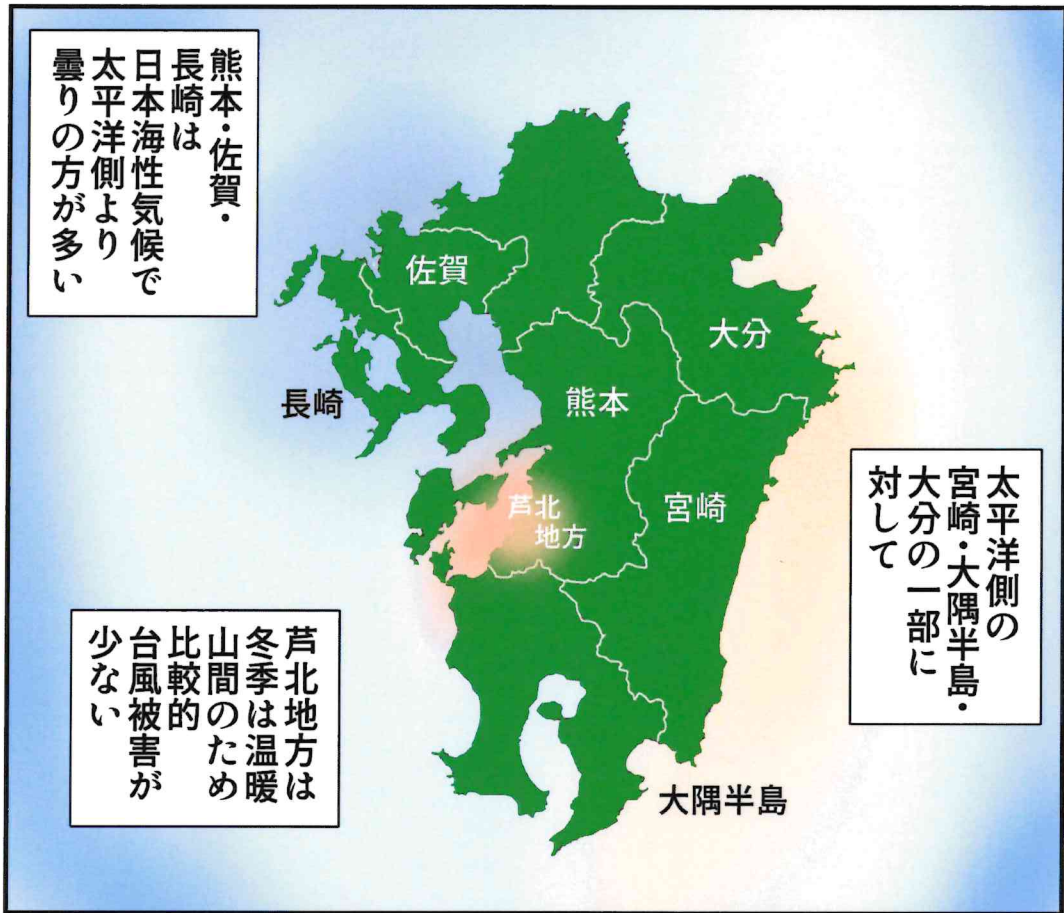 太平洋側の
宮崎・大隅半島・
大分の一部に
対して
熊本・佐賀・
長崎は
日本海性気候で
太平洋側より
曇りの方が多い
芦北地方は
冬季は温暖
山間のため
比較的
台風被害が
少ない
佐賀
大分
長崎
熊本
芦北
地方
宮崎
大隅半島